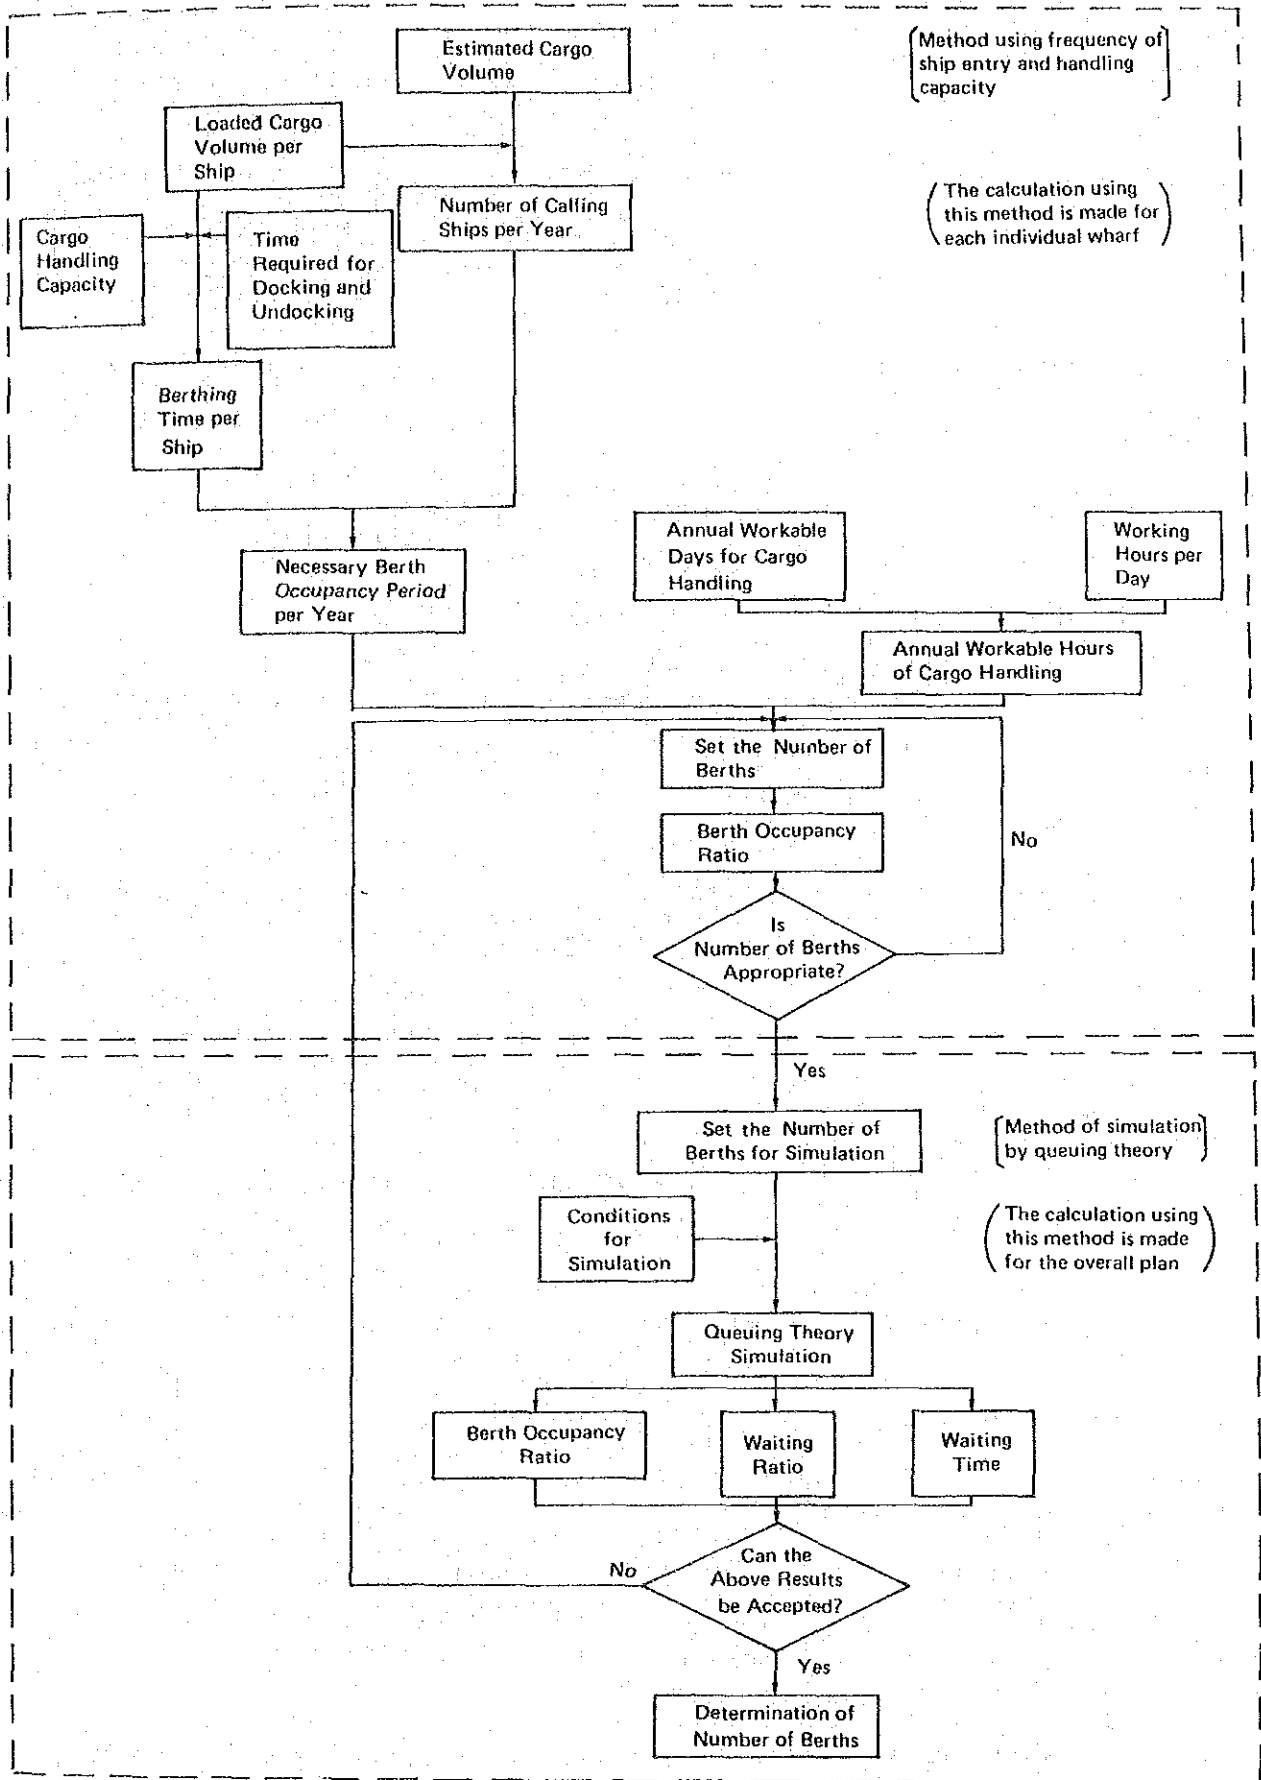 Estimated Cargo
Volume
Method using frequency of
ship entry and handling
capacity
Loaded Cargo
Volume per
Ship
The calculation using
this method is made for
each individual wharf
Number of Calling
Ships per Year
Cargo
Handling
Capacity
Time
Required for
Docking and
Undocking
Berthing
Time per
Ship
Annual Workable
Days for Cargo
Handling
Working
Hours per
Day
Necessary Berth
Occupancy Period
per Year
Annual Workable Hours
of Cargo Handling
Set the Number of
Berths
Berth Occupancy
Ratio
No
Is
Number of Berths
Appropriate?
Yes
Set the Number of
Berths for Simulation
Method of simulation
by queuing theory
Conditions
for
Simulation
The calculation using
this method is made
for the overall plan
Queuing Theory
Simulation
Berth Occupancy
Ratio
Waiting
Ratio
Waiting
Time
No
Can the
Above Results
be Accepted?
Yes
Determination of
Number of Berths